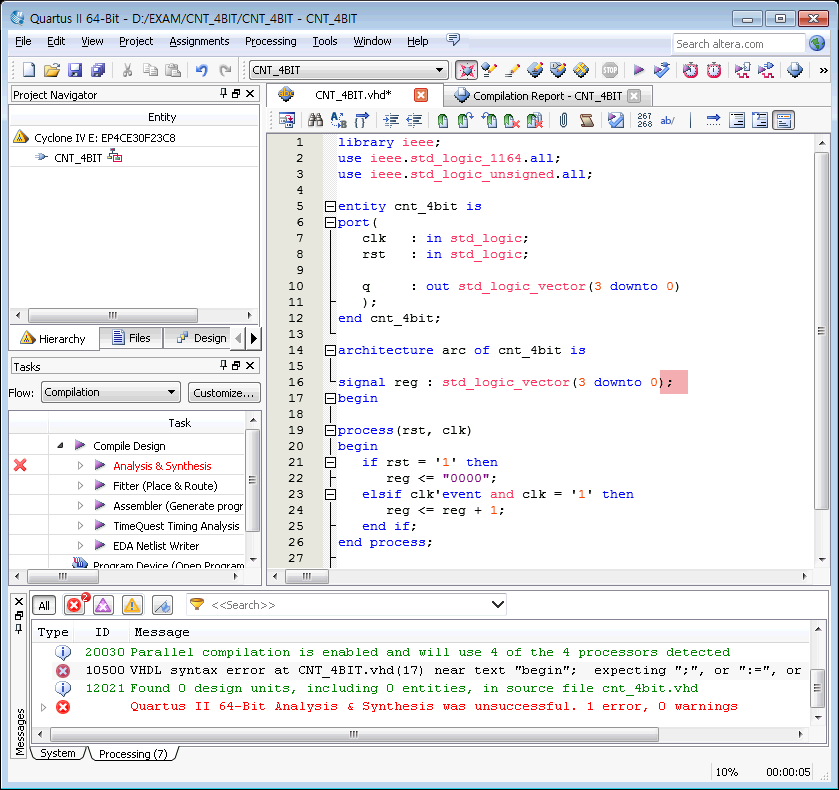 Quartus II 64-Bit - D:/EXAM/CNT_4BIT/CNT_4BIT - CNT_4BIT
File Edit View Project Assignments Processing Tools Window Help
Search altera.com
CNT_4BIT
STOP
»
Project Navigator
Entity
Cyclone IV E: EP4CE30F23C8
CNT_4BIT
Hierarchy Files Design
Tasks
Flow: Compilation Customize...
Task
Compile Design
Analysis & Synthesis
Fitter (Place & Route)
Assembler (Generate progr
TimeQuest Timing Analysis
EDA Netlist Writer
Program Device (Open Program
CNT_4BIT.vhd* Compilation Report - CNT_4BIT
267
268 ab/
1 library ieee;
2 use ieee.std_logic_1164.all;
3 use ieee.std_logic_unsigned.all;
4
5 entity cnt_4bit is
6 port(
7 clk : in std_logic;
8 rst : in std_logic;
9
10 q : out std_logic_vector(3 downto 0)
11 );
12 end cnt_4bit;
13
14 architecture arc of cnt_4bit is
15
16 signal reg : std_logic_vector(3 downto 0);
17 begin
18
19 process(rst, clk)
20 begin
21 if rst = '1' then
22 reg <= "0000";
23 elsif clk'event and clk = '1' then
24 reg <= reg + 1;
25 end if;
26 end process;
27
Messages
All 2 <<Search>>
Type ID Message
20030 Parallel compilation is enabled and will use 4 of the 4 processors detected
10500 VHDL syntax error at CNT_4BIT.vhd(17) near text "begin"; expecting ";", or ":=", or
12021 Found 0 design units, including 0 entities, in source file cnt_4bit.vhd
Quartus II 64-Bit Analysis & Synthesis was unsuccessful. 1 error, 0 warnings
System Processing (7)
10% 00:00:05